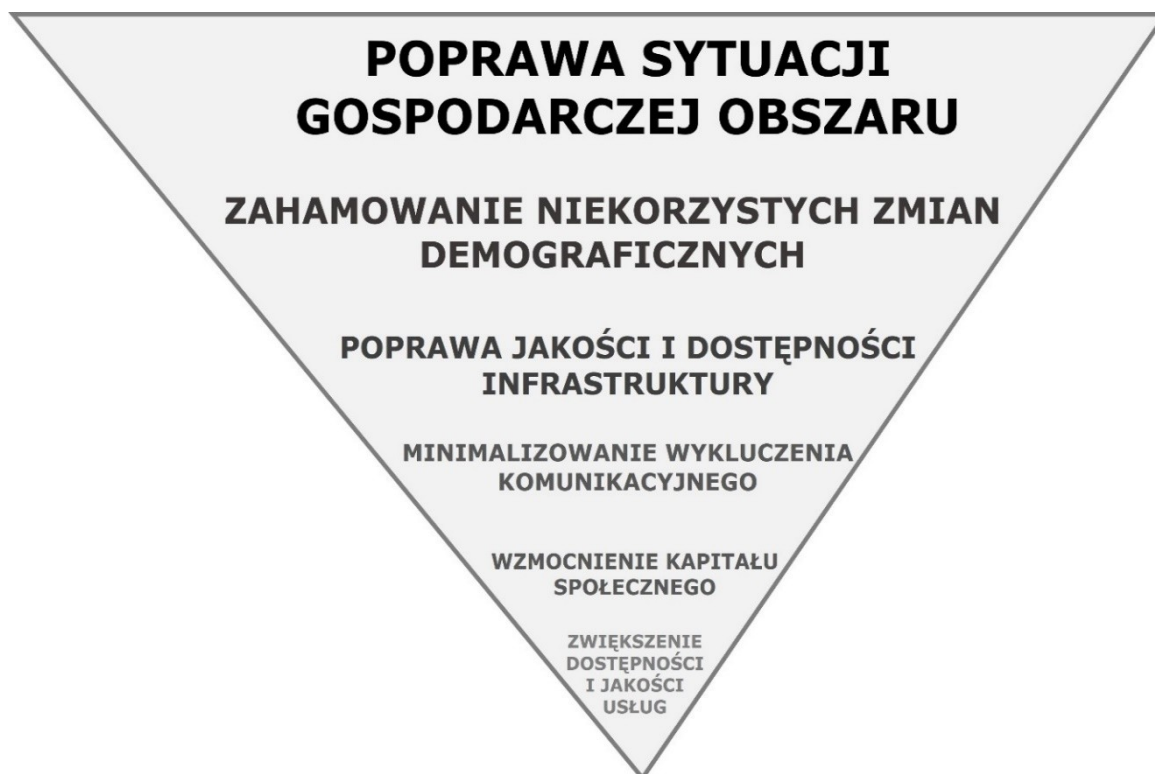 POPRAWA SYTUACJI
GOSPODARCZEJ OBSZARU
ZAHAMOWANIE NIEKORZYSTYCH ZMIAN
DEMOGRAFICZNYCH
POPRAWA JAKOŚCI I DOSTĘPNOŚCI
INFRASTRUKTURY
MINIMALIZOWANIE WYKLUCZENIA
KOMUNIKACYJNEGO
WZMOCNIENIE KAPITAŁU
SPOŁECZNEGO
ZWIĘKSZENIE
DOSTĘPNOŚCI
I JAKOŚCI
USŁUG